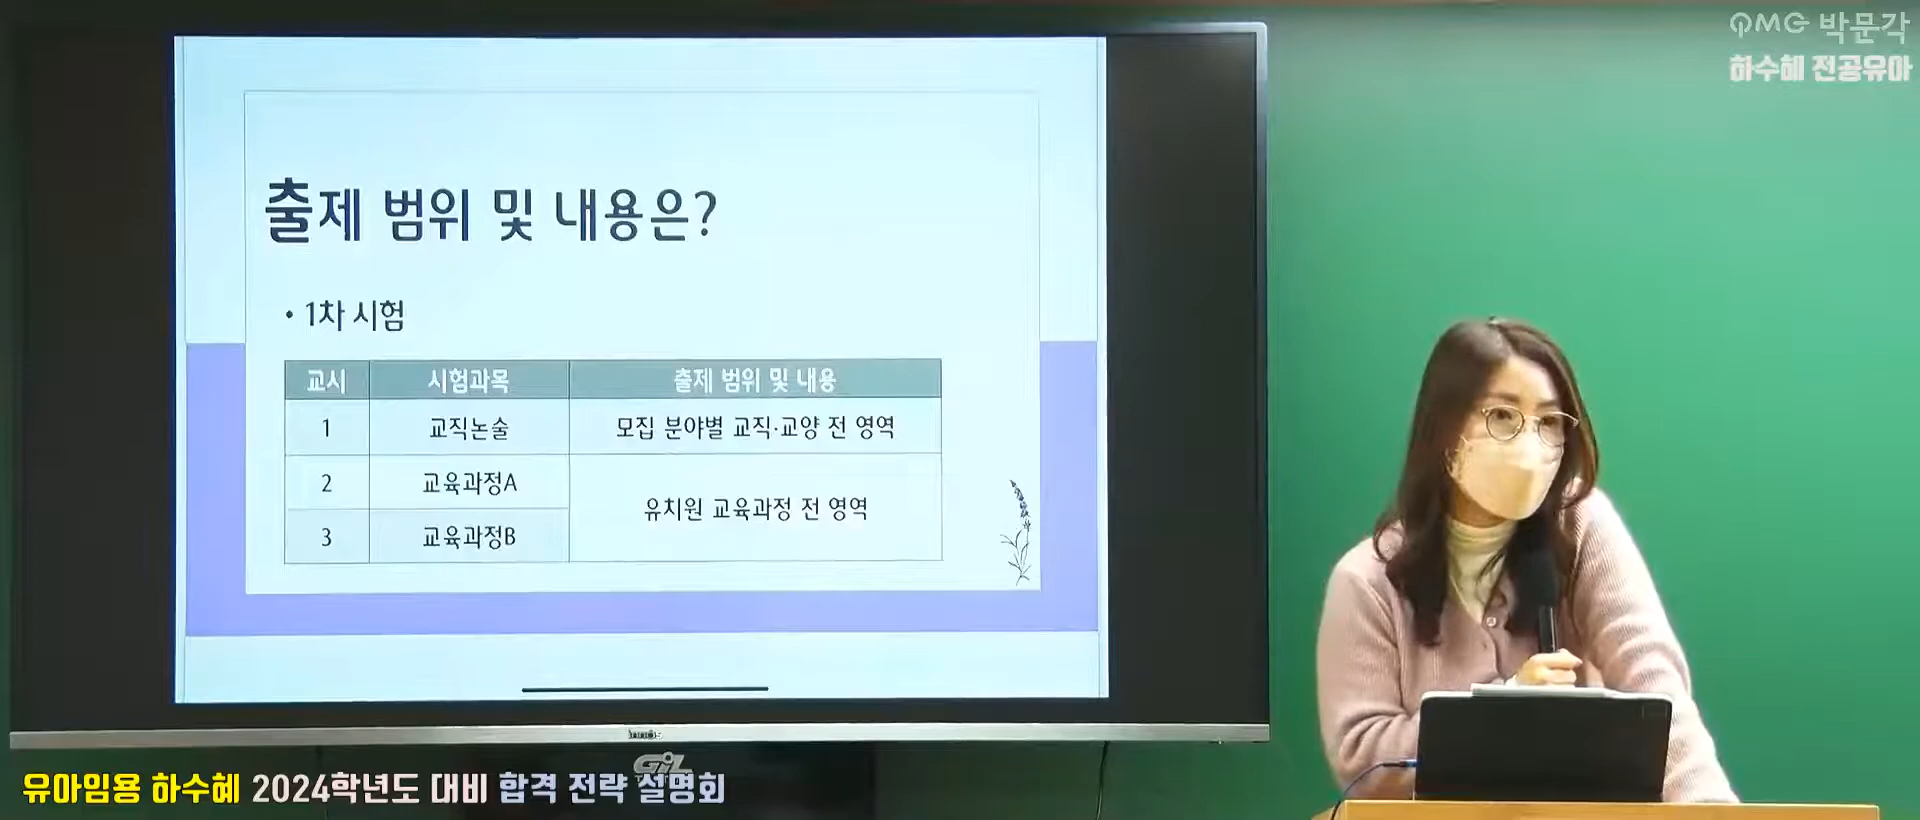 PMG 박문각
하수혜 전공유아
출제 범위 및 내용은?
• 1차 시험
교시 시험과목 출제 범위 및 내용
1 교직논술 모집 분야별 교직·교양 전 영역
2 교육과정A 유치원 교육과정 전 영역
3 교육과정B
유아임용 하수혜 2024학년도 대비 합격 전략 설명회